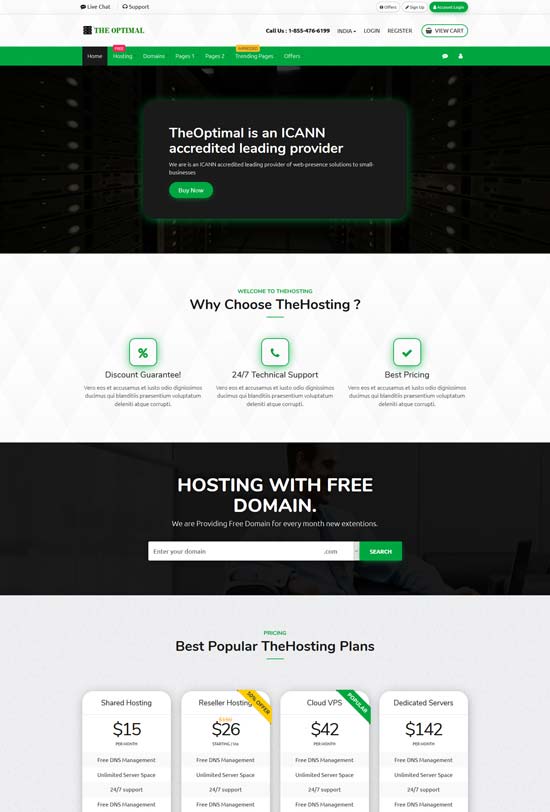 Live Chat Support Offers Sign Up Account Login
THE OPTIMAL Call Us : 1-855-476-6199 INDIA LOGIN REGISTER VIEW CART
FREE
Home Hosting Domains Pages 1 Pages 2 Trending Pages Offers
TheOptimal is an ICANN
accredited leading provider
We are is an ICANN accredited leading provider of web-presence solutions to small-
businesses
Buy Now
WELCOME TO THEHOSTING
Why Choose TheHosting ?
Discount Guarantee! 24/7 Technical Support Best Pricing
Vero eos et accusamus et iusto odio dignissimos Vero eos et accusamus et iusto odio dignissimos Vero eos et accusamus et iusto odio dignissimos
ducimus qui blanditiis praesentium voluptatum ducimus qui blanditiis praesentium voluptatum ducimus qui blanditiis praesentium voluptatum
deleniti atque corrupti. deleniti atque corrupti. deleniti atque corrupti.
HOSTING WITH FREE
DOMAIN.
We are Providing Free Domain for every month new extentions.
Enter your domain .com SEARCH
PRICING
Best Popular TheHosting Plans
50% OFFER POPULAR
Shared Hosting Reseller Hosting Cloud VPS Dedicated Servers
$15 $26 $42 $142
PER MONTH STARTING / MA PER MONTH PER MONTH
Free DNS Management Free DNS Management Free DNS Management Free DNS Management
Unlimited Server Space Unlimited Server Space Unlimited Server Space Unlimited Server Space
24/7 support 24/7 support 24/7 support 24/7 support
Free DNS Management Free DNS Management Free DNS Management Free DNS Management